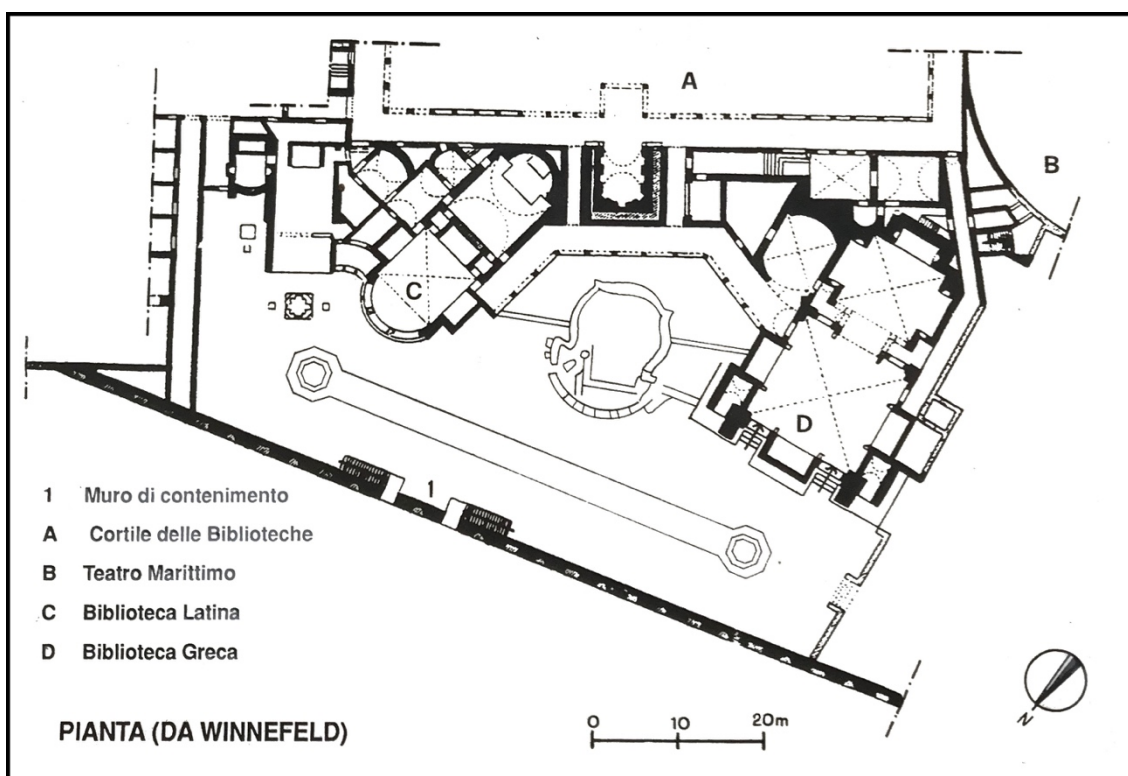 A
B
C
D
1
1 Muro di contenimento
A Cortile delle Biblioteche
B Teatro Marittimo
C Biblioteca Latina
D Biblioteca Greca
PIANTA (DA WINNEFELD)
0 10 20m
N